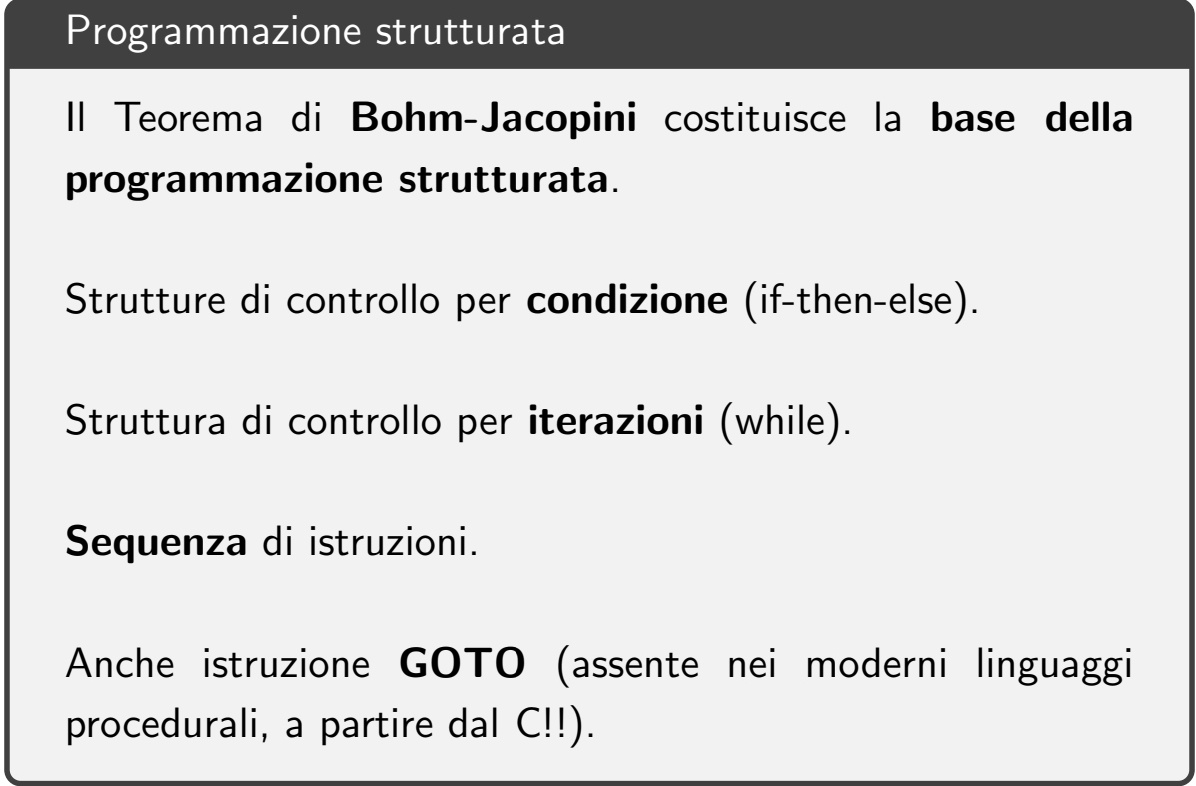 Programmazione strutturata
Il Teorema di Bohm-Jacopini costituisce la base della
programmazione strutturata.
Strutture di controllo per condizione (if-then-else).
Struttura di controllo per iterazioni (while).
Sequenza di istruzioni.
Anche istruzione GOTO (assente nei moderni linguaggi
procedurali, a partire dal C!!).